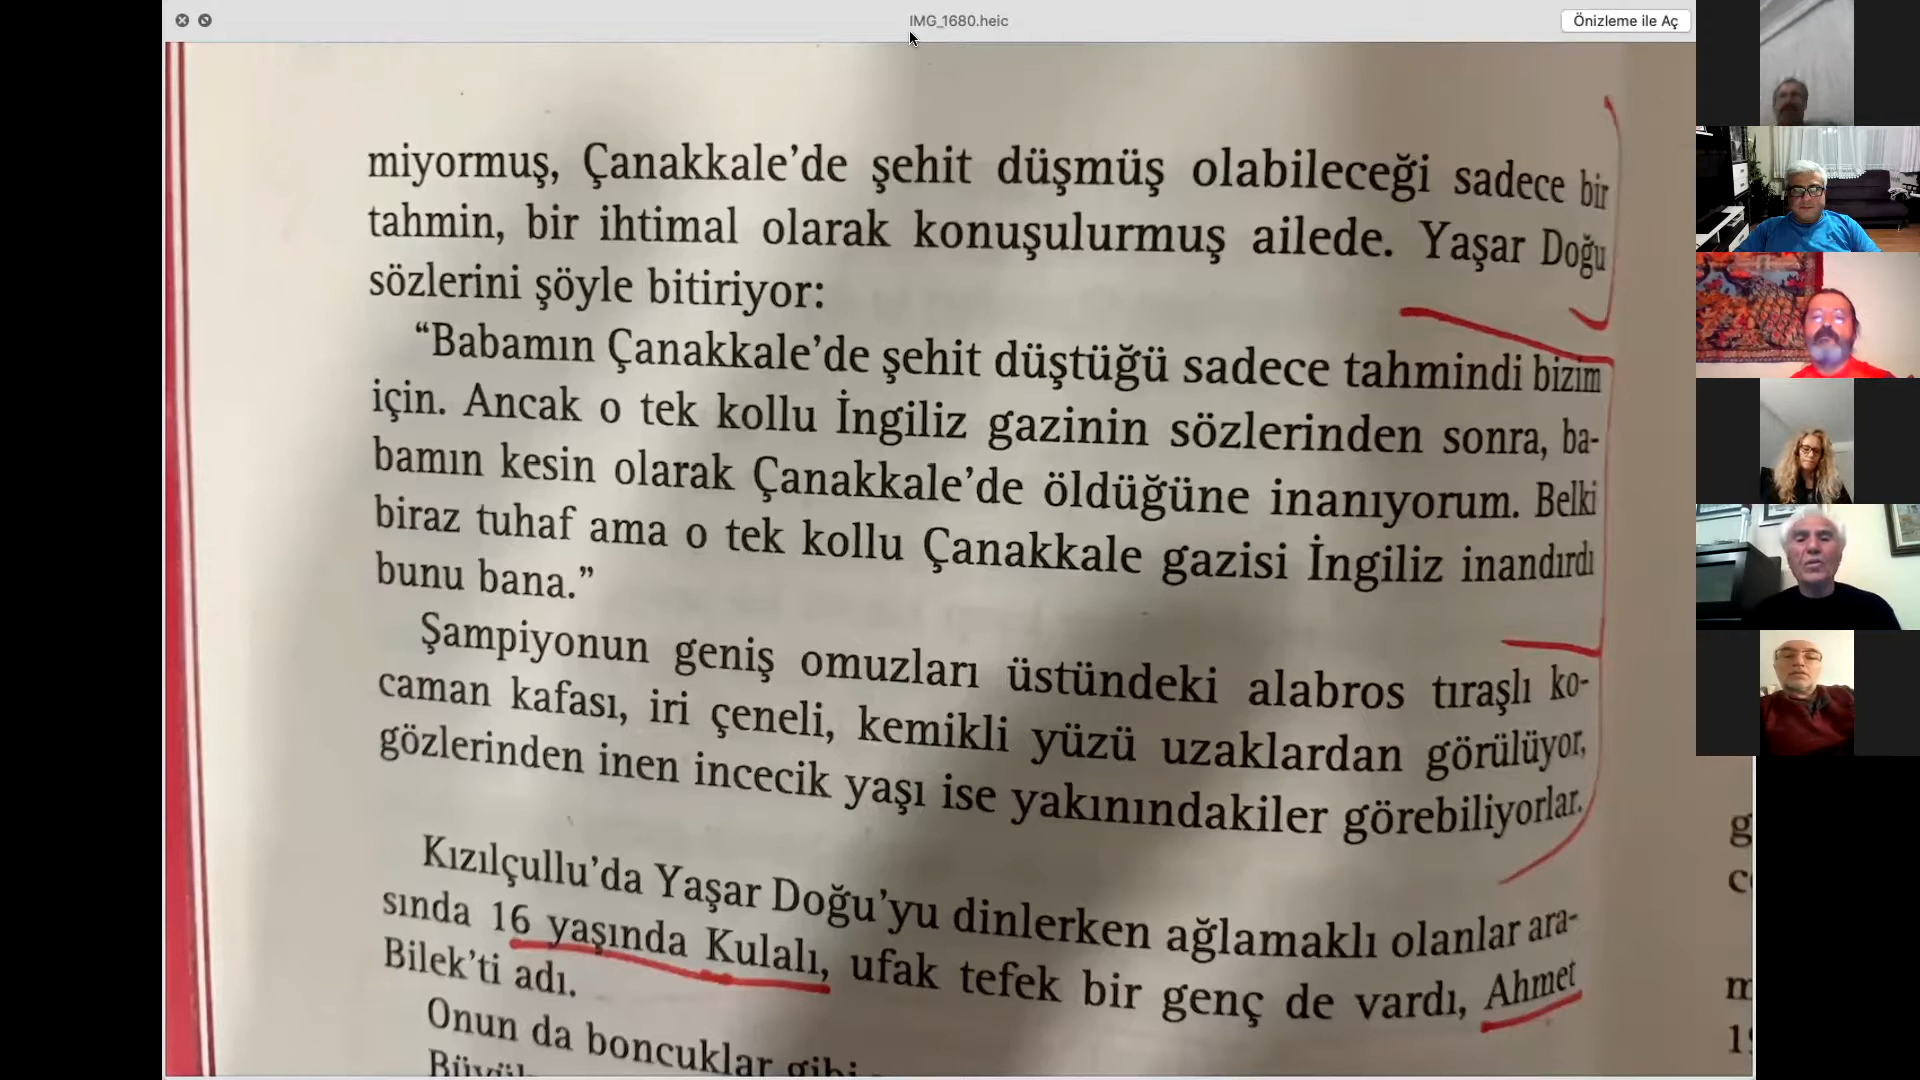 IMG_1680.heic
Önizleme ile Aç
miyormuş, Çanakkale’de şehit düşmüş olabileceği sadece bir
tahmin, bir ihtimal olarak konuşulurmuş ailede. Yaşar Doğu
sözlerini şöyle bitiriyor:
“Babamın Çanakkale’de şehit düştüğü sadece tahmindi bizim
için. Ancak o tek kollu İngiliz gazinin sözlerinden sonra, ba-
bamın kesin olarak Çanakkale’de öldüğüne inanıyorum. Belki
biraz tuhaf ama o tek kollu Çanakkale gazisi İngiliz inandırdı
bunu bana.”
Şampiyonun geniş omuzları üstündeki alabros tıraşlı ko-
caman kafası, iri çeneli, kemikli yüzü uzaklardan görülüyor,
gözlerinden inen incecik yaşı ise yakınındakiler görebiliyorlar.
Kızılçullu’da Yaşar Doğu’yu dinlerken ağlamaklı olanlar ara-
sında 16 yaşında Kulalı, ufak tefek bir genç de vardı, Ahmet
Bilek’ti adı.
Onun da boncuklar gibi